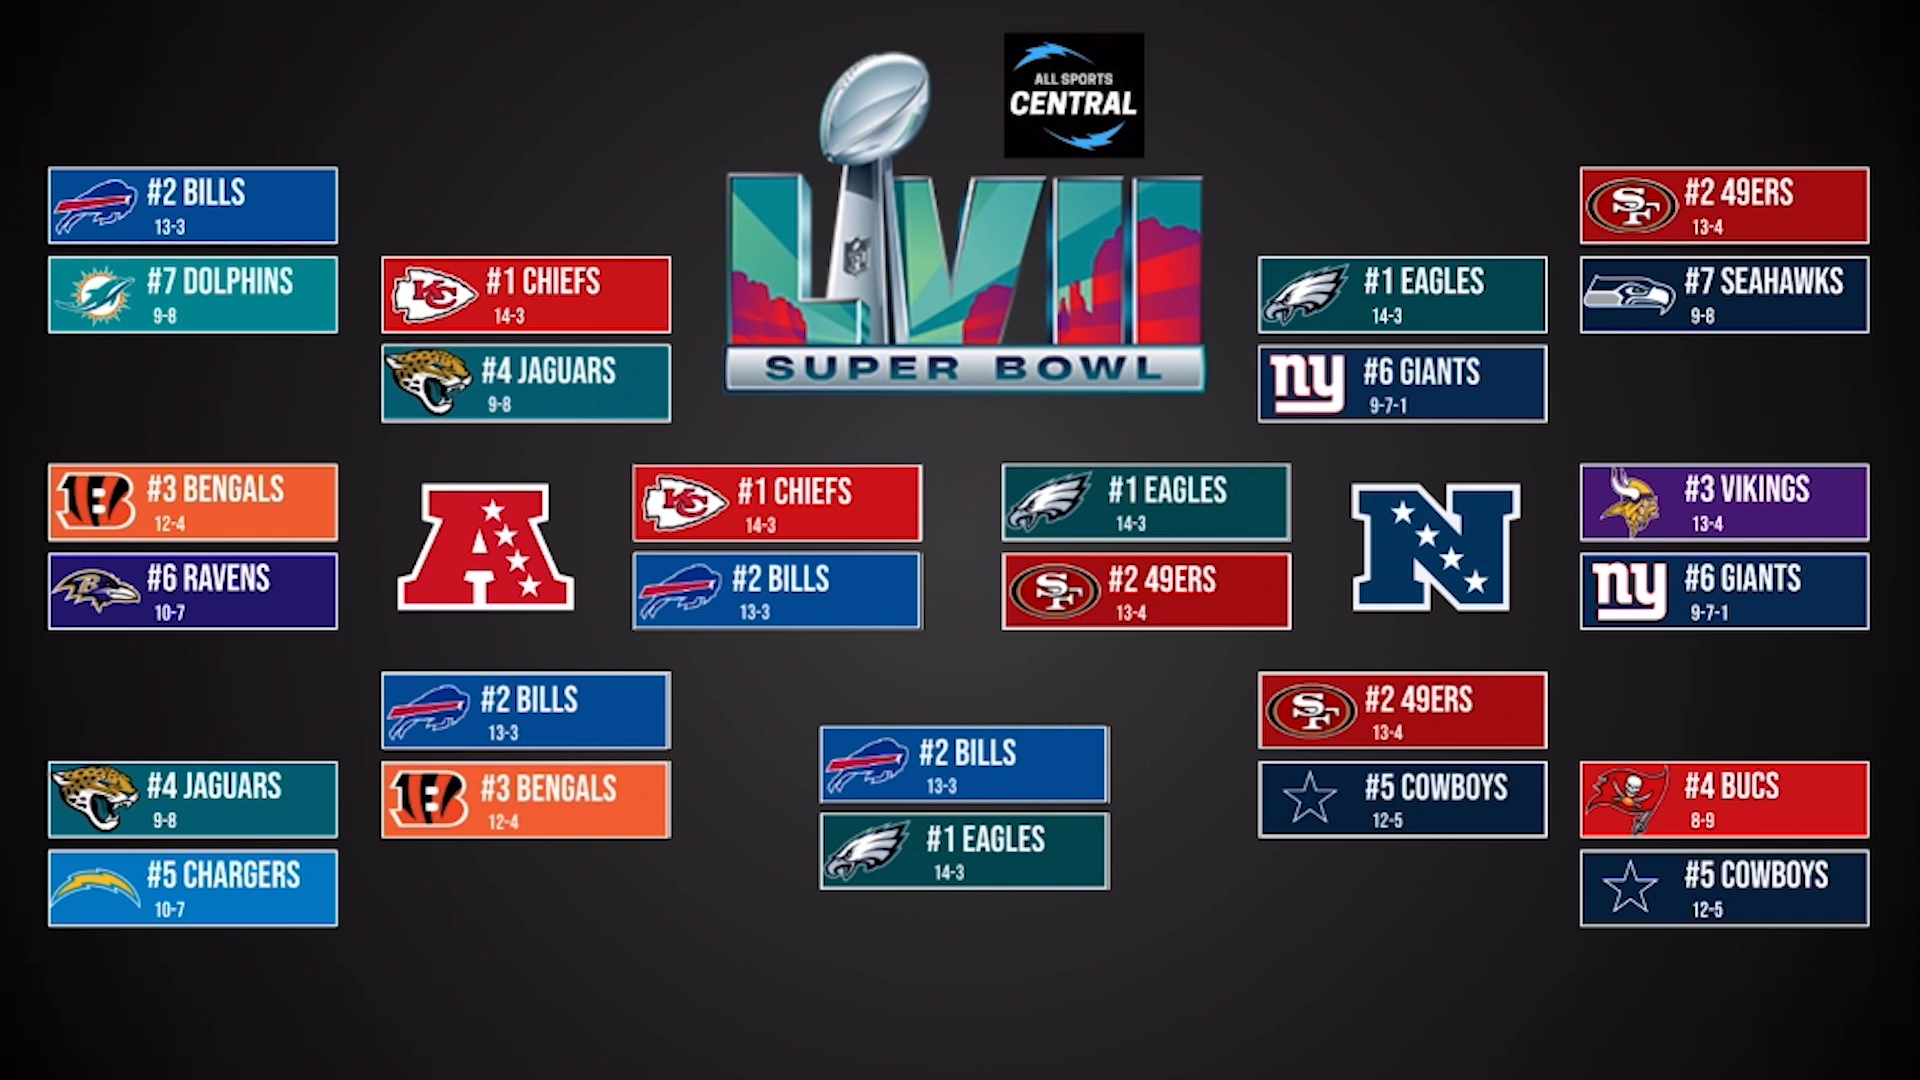 ALL SPORTS
CENTRAL
LVII
SUPER BOWL
#2 BILLS
13-3
#7 DOLPHINS
9-8
#1 CHIEFS
14-3
#4 JAGUARS
9-8
#3 BENGALS
12-4
#6 RAVENS
10-7
A
#2 BILLS
13-3
#3 BENGALS
12-4
#4 JAGUARS
9-8
#5 CHARGERS
10-7
#1 CHIEFS
14-3
#2 BILLS
13-3
#1 EAGLES
14-3
#2 49ERS
13-4
#2 BILLS
13-3
#1 EAGLES
14-3
#1 EAGLES
14-3
ny
#6 GIANTS
9-7-1
N
SF
#2 49ERS
13-4
#5 COWBOYS
12-5
SF
#2 49ERS
13-4
#7 SEAHAWKS
9-8
#3 VIKINGS
13-4
ny
#6 GIANTS
9-7-1
#4 BUCS
8-9
#5 COWBOYS
12-5